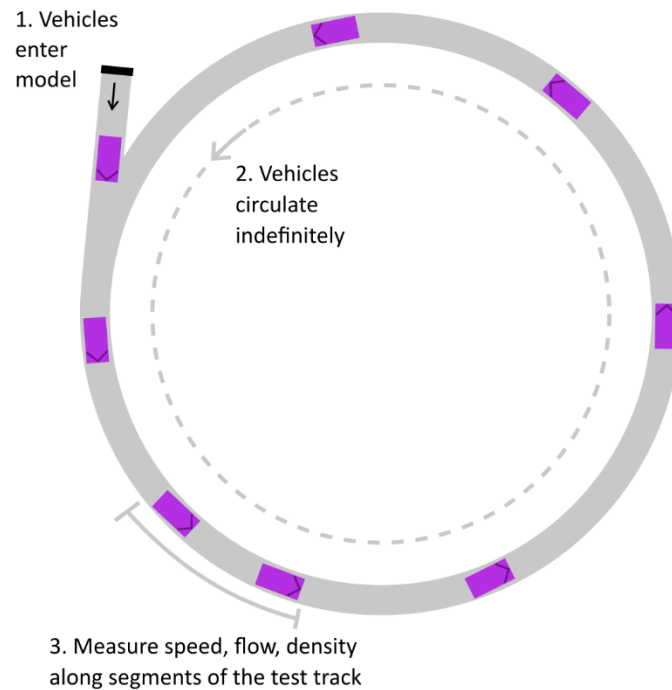 1. Vehicles
enter
model
2. Vehicles
circulate
indefinitely
3. Measure speed, flow, density
along segments of the test track